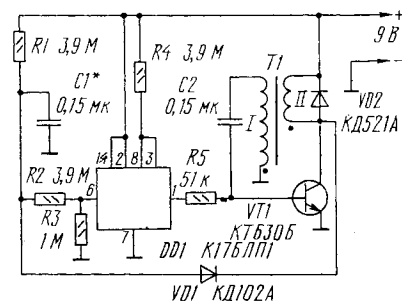 R1 3,9 М
R4 3,9 М
+
9 В
−
C1*
0,15 мк
C2
0,15 мк
T1
I
II
VD2
КД521А
R2 3,9М
R3
1 М
14 2 8 3
6
1
7
R5
51 к
VT1
КТ630Б
DD1 К176ЛП1
VD1 КД102А